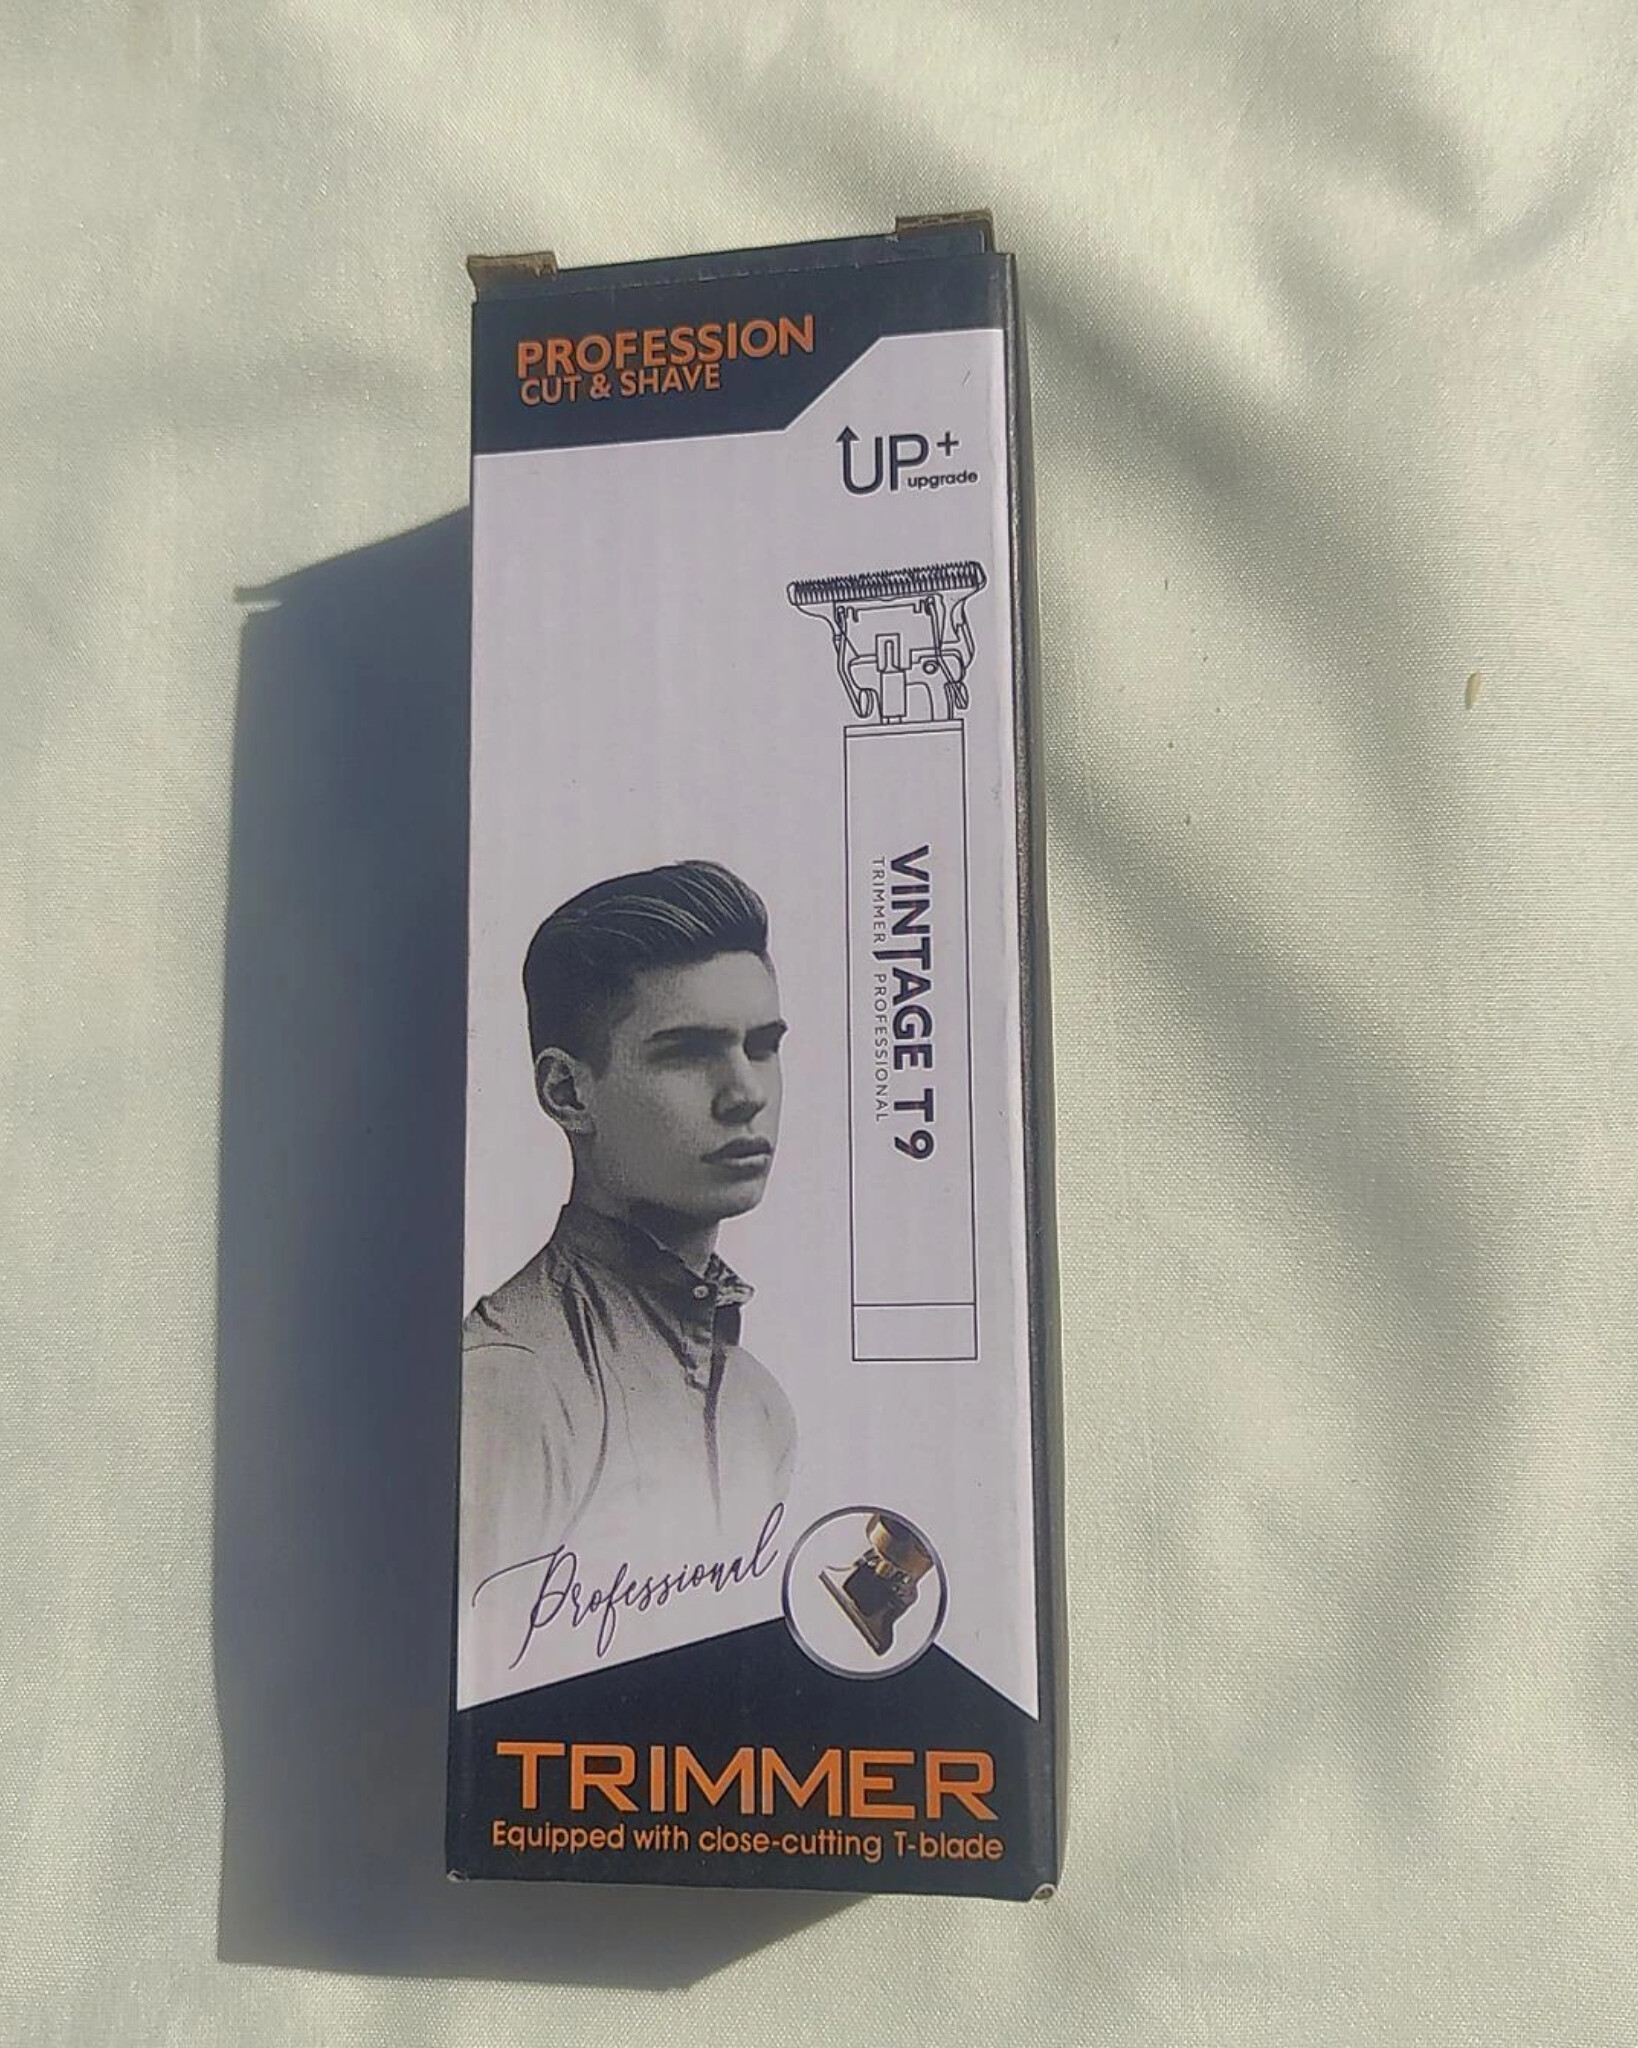 PROFESSION
CUT & SHAVE
UP+
upgrade
VINTAGE T9
TRIMMER PROFESSIONAL
Professional
TRIMMER
Equipped with close-cutting T-blade